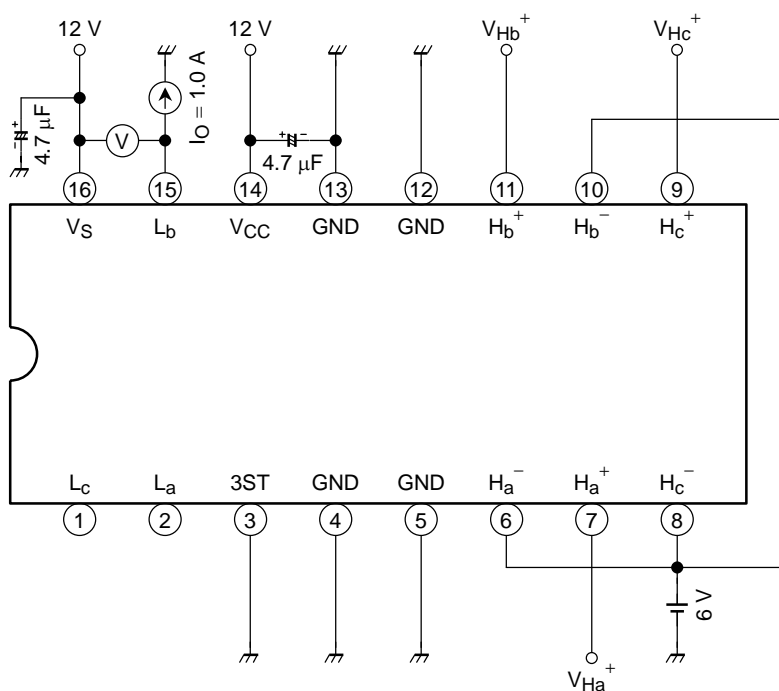 12 V 12 V V_Hb⁺ V_Hc⁺
I_O = 1.0 A
+ −
4.7 µF
V
+ −
4.7 µF
16 15 14 13 12 11 10 9
V_S L_b V_CC GND GND H_b⁺ H_b⁻ H_c⁺
L_c L_a 3ST GND GND H_a⁻ H_a⁺ H_c⁻
1 2 3 4 5 6 7 8
6 V
V_Ha⁺